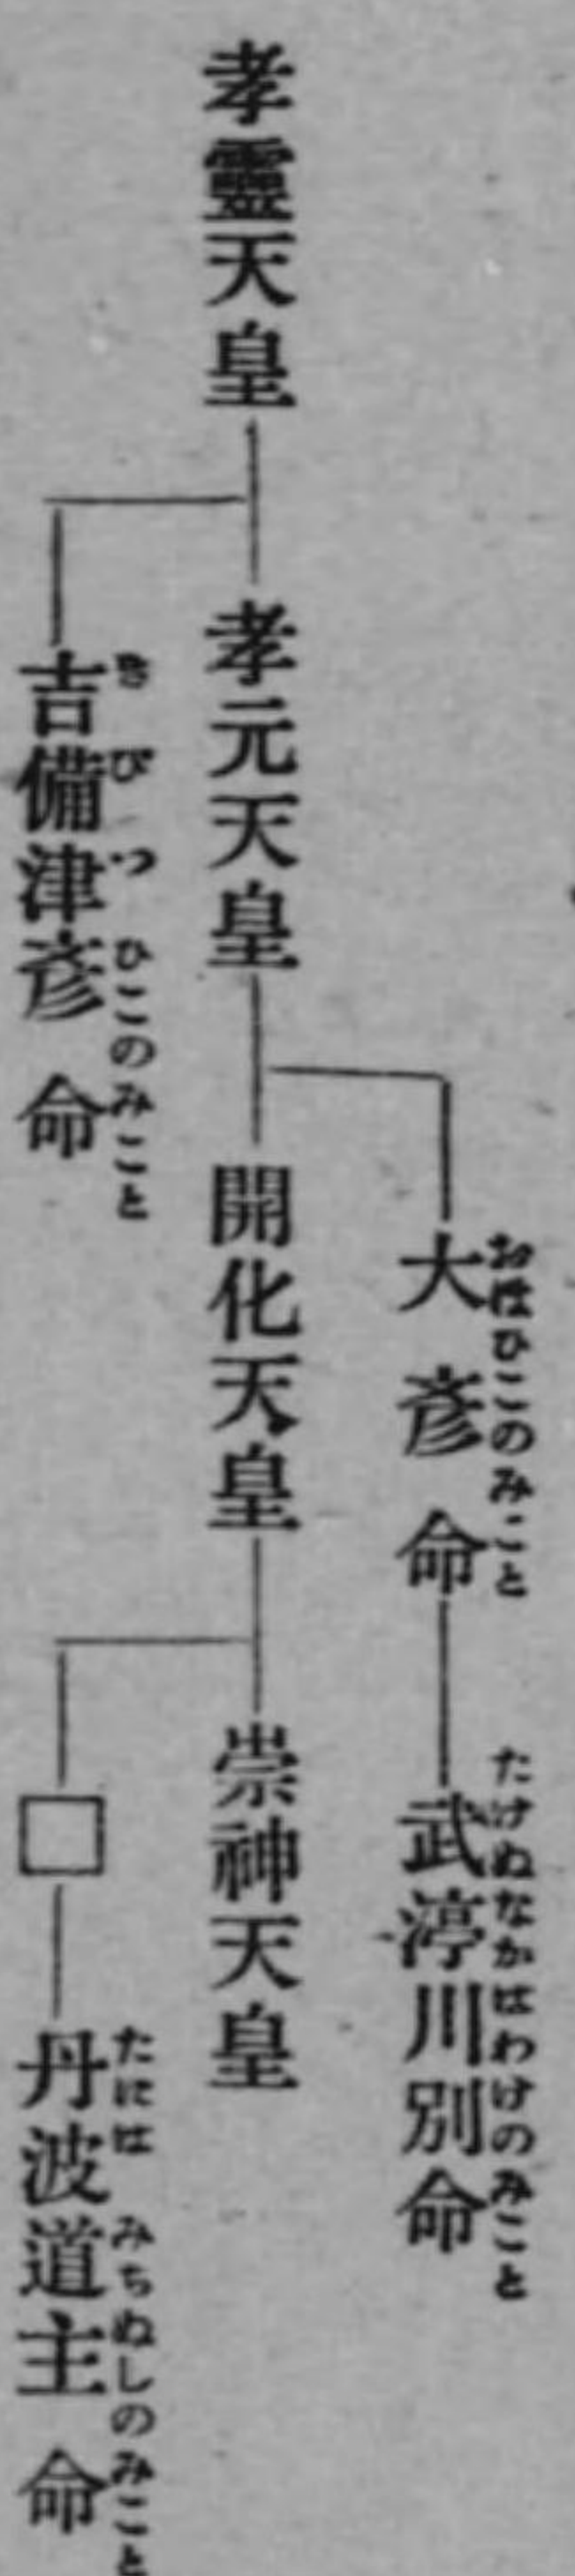 おほひこのみこと
大彦命
たけぬなかはわけのみこと
武渟川別命
孝靈天皇
孝元天皇
開化天皇
崇神天皇
きびつひこのみこと
吉備津彦命
□
たにはみちぬしのみこと
丹波道主命